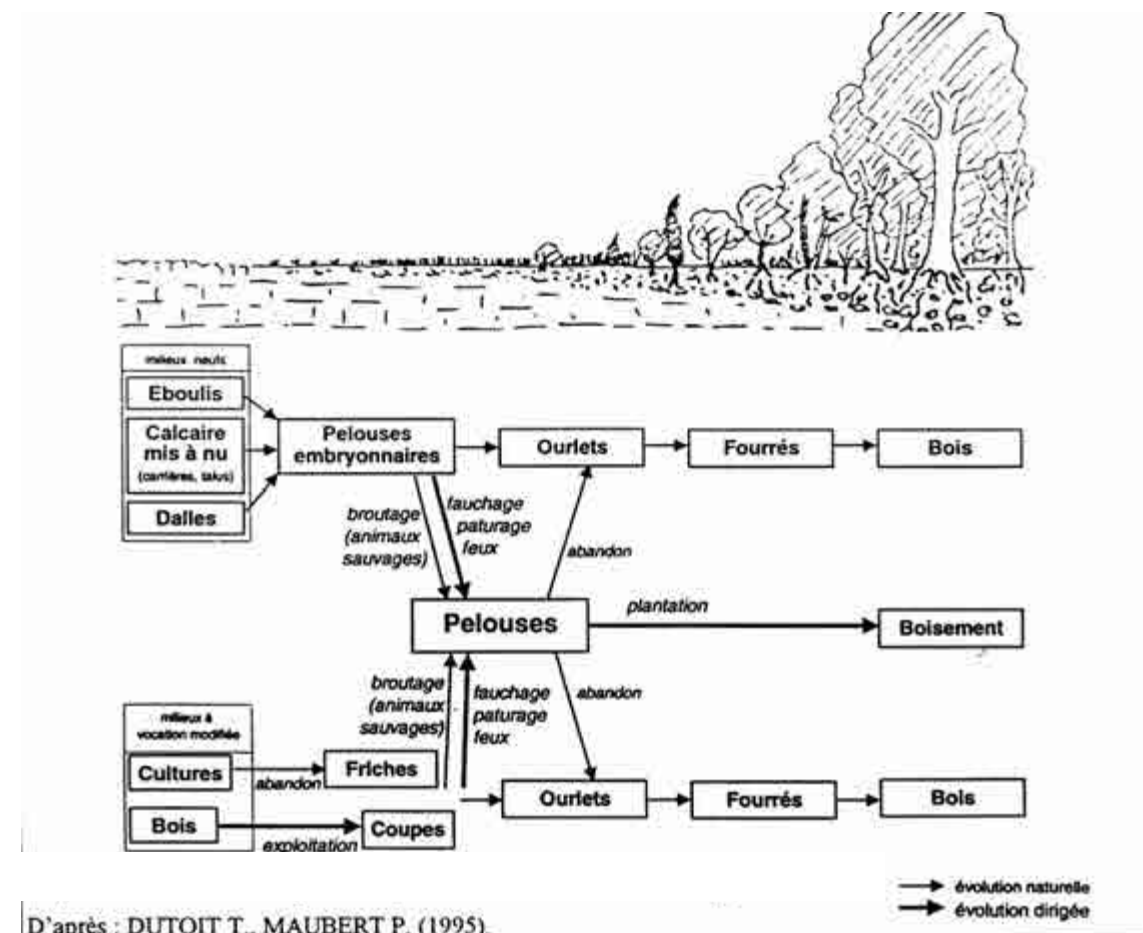 milieux neufs
Eboulis
Calcaire
mis à nu
(carrières, talus)
Dalles
Pelouses
embryonnaires
Ourlets
Fourrés
Bois
broutage
(animaux
sauvages)
fauchage
paturage
feux
abandon
Pelouses
plantation
Boisement
broutage
(animaux
sauvages)
fauchage
paturage
feux
abandon
milieux à
vocation modifiée
Cultures
abandon
Friches
Bois
exploitation
Coupes
Ourlets
Fourrés
Bois
évolution naturelle
évolution dirigée
D'après : DUTOIT T., MAUBERT P. (1995).